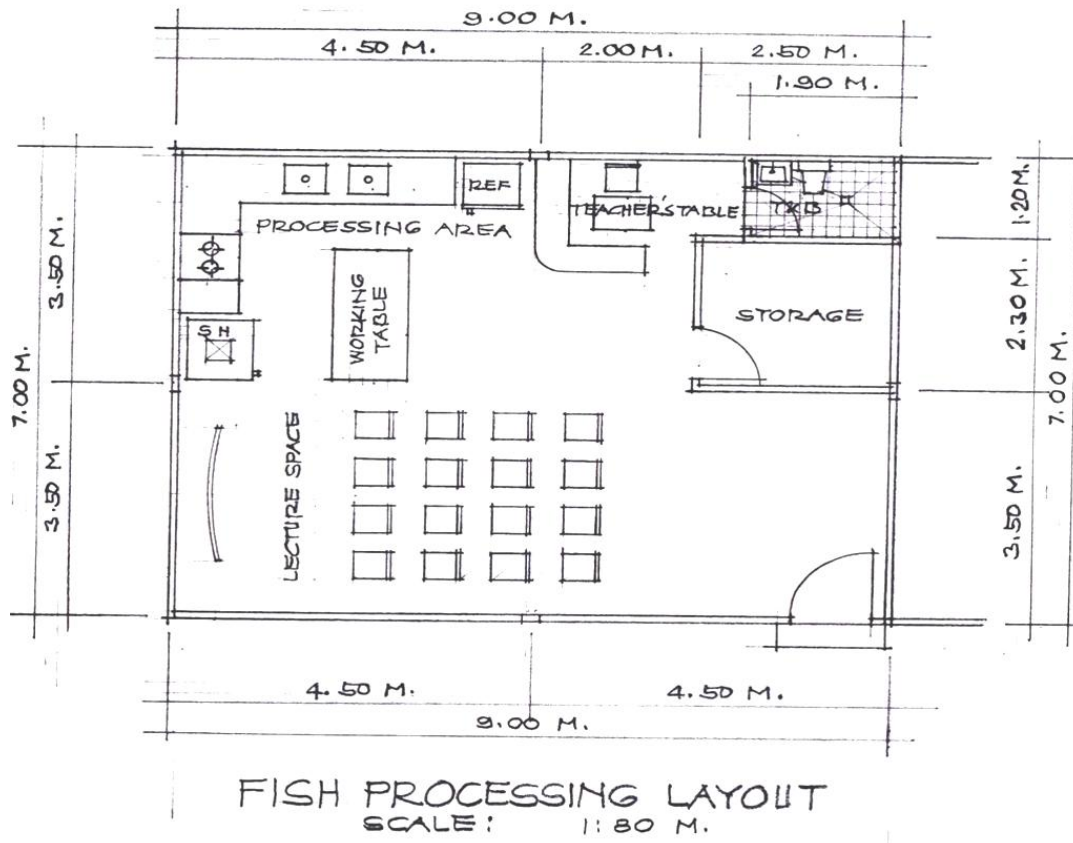 9.00 M.
4.50 M. 2.00 M. 2.50 M.
1.90 M.
REF
TEACHER'S TABLE
T&B
PROCESSING AREA
1.20 M.
3.50 M.
WORKING
TABLE
STORAGE
2.30 M.
SH
7.00 M.
7.00 M.
3.50 M.
LECTURE SPACE
3.50 M.
4.50 M. 4.50 M.
9.00 M.
FISH PROCESSING LAYOUT
SCALE: 1:80 M.